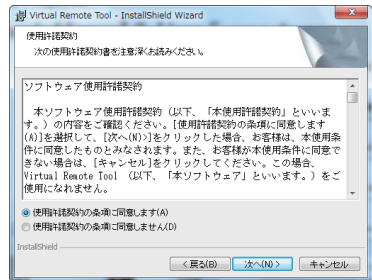 Virtual Remote Tool - InstallShield Wizard
使用許諾契約
次の使用許諾契約書を注意深くお読みください。
ソフトウェア使用許諾契約
本ソフトウェア使用許諾契約（以下、「本使用許諾契約」といいま
す。）の内容をご確認ください。[使用許諾契約の条項に同意します
(A)]を選択して、[次へ(N)>]をクリックした場合、お客様は、本使用条
件に同意したものとみなされます。また、お客様が本使用条件に同意で
きない場合は、[キャンセル]をクリックしてください。この場合、
Virtual Remote Tool （以下、「本ソフトウェア」といいます。）をご
使用になれません。
使用許諾契約の条項に同意します(A)
使用許諾契約の条項に同意しません(D)
InstallShield
< 戻る(B)
次へ(N) >
キャンセル